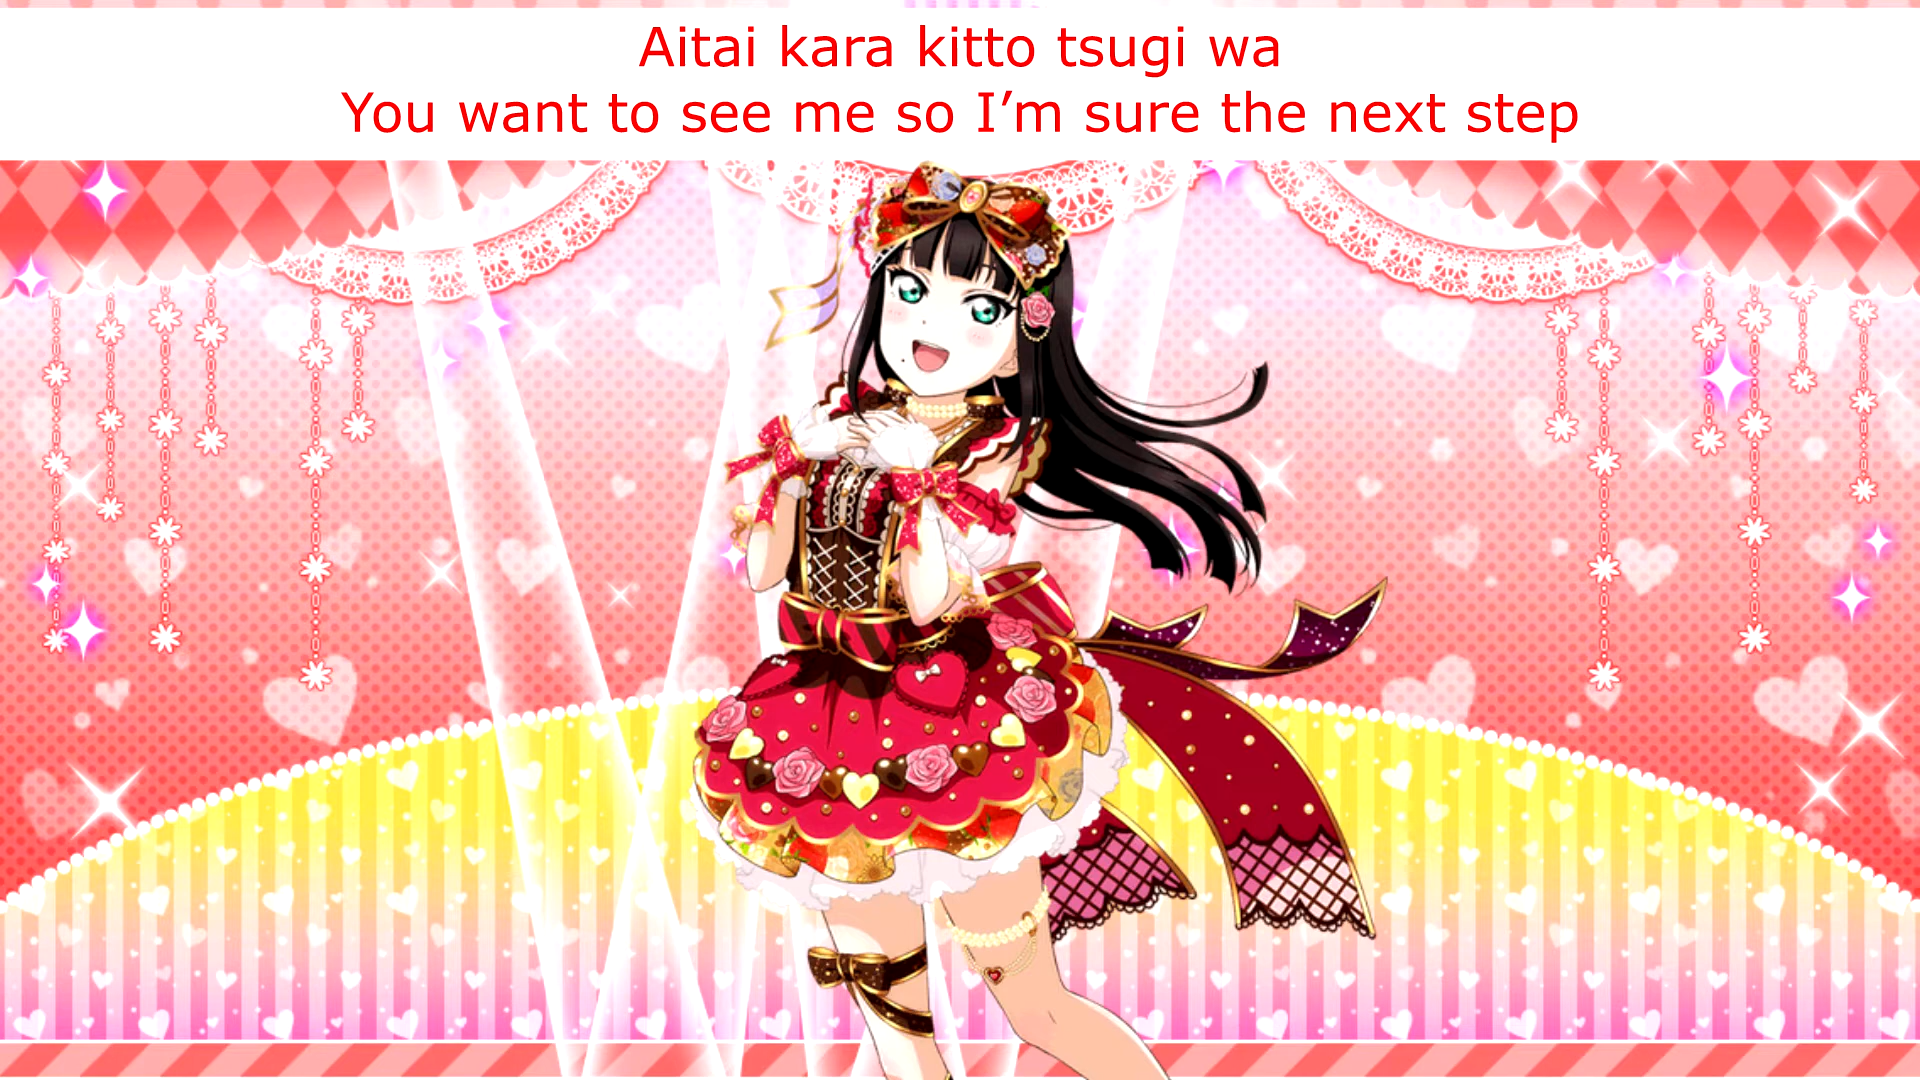 Aitai kara kitto tsugi wa
You want to see me so I’m sure the next step